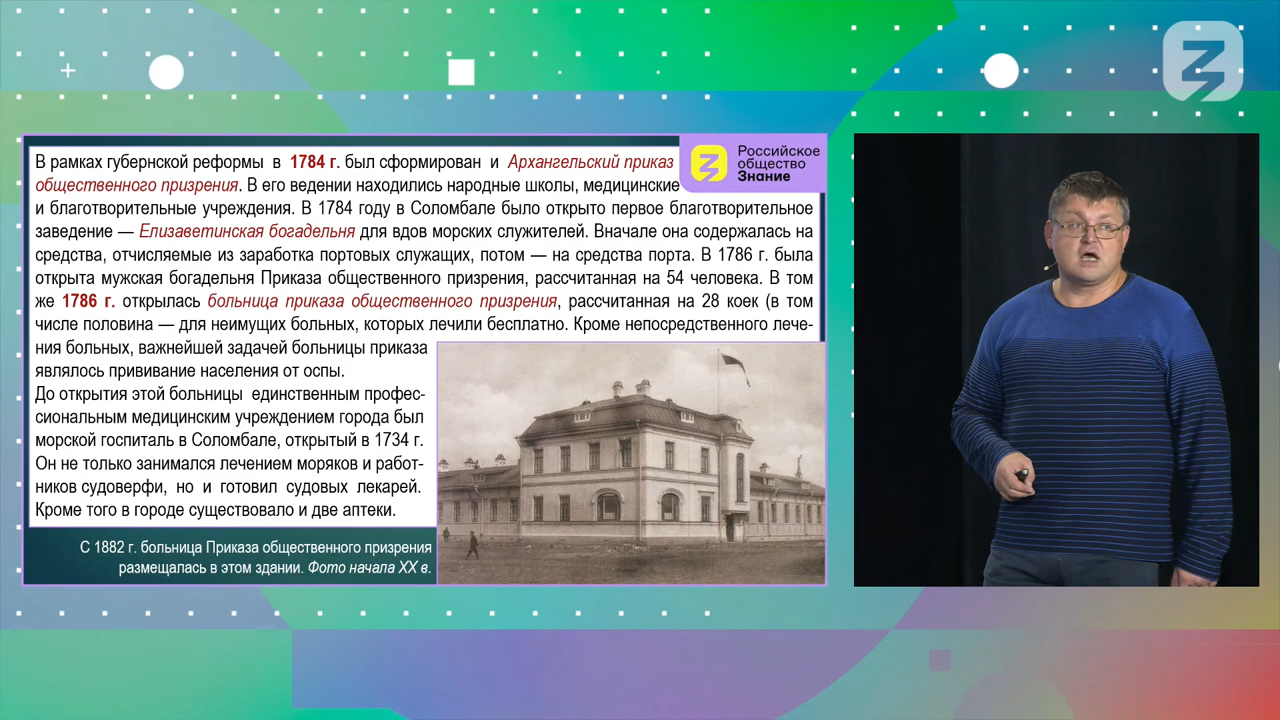 В рамках губернской реформы в 1784 г. был сформирован и Архангельский приказ
общественного призрения. В его ведении находились народные школы, медицинские
и благотворительные учреждения. В 1784 году в Соломбале было открыто первое благотворительное
заведение — Елизаветинская богадельня для вдов морских служителей. Вначале она содержалась на
средства, отчисляемые из заработка портовых служащих, потом — на средства порта. В 1786 г. была
открыта мужская богадельня Приказа общественного призрения, рассчитанная на 54 человека. В том
же 1786 г. открылась больница приказа общественного призрения, рассчитанная на 28 коек (в том
числе половина — для неимущих больных, которых лечили бесплатно. Кроме непосредственного лече-
ния больных, важнейшей задачей больницы приказа
являлось прививание населения от оспы.
До открытия этой больницы единственным профес-
сиональным медицинским учреждением города был
морской госпиталь в Соломбале, открытый в 1734 г.
Он не только занимался лечением моряков и работ-
ников судоверфи, но и готовил судовых лекарей.
Кроме того в городе существовало и две аптеки.
С 1882 г. больница Приказа общественного призрения
размещалась в этом здании. Фото начала XX в.
Российское
общество
Знание